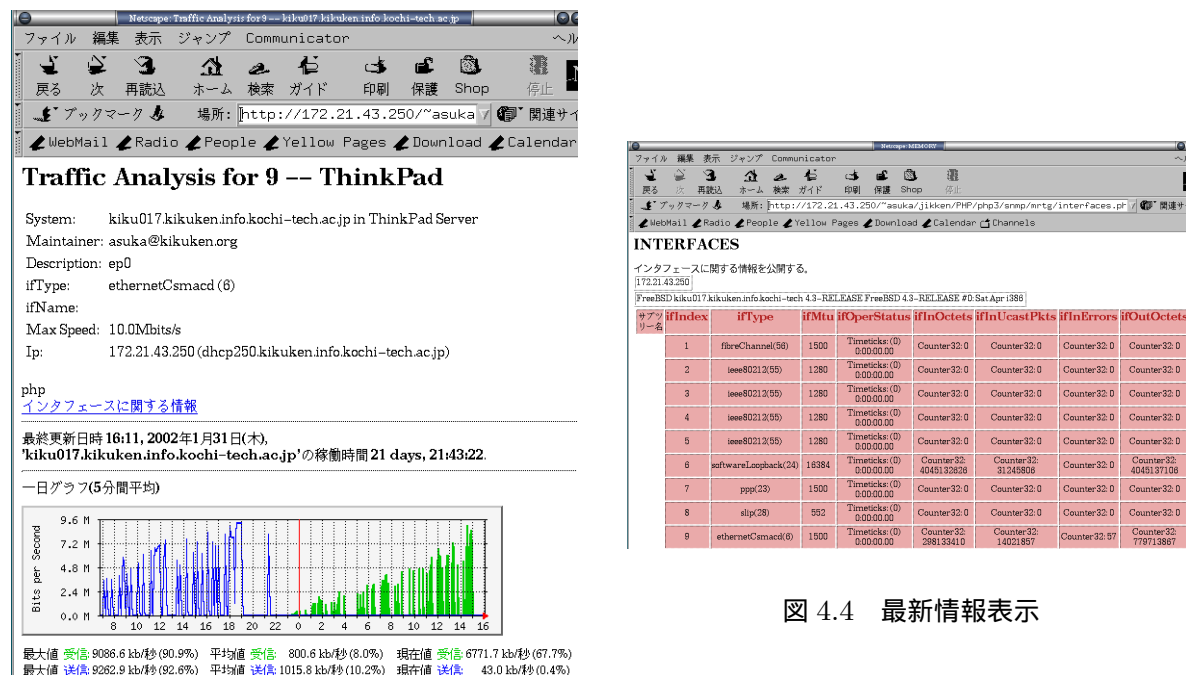 Netscape: Traffic Analysis for 9 -- kiku017.kikuken.info.kochi-tech.ac.jp
ファイル 編集 表示 ジャンプ Communicator ヘル
戻る 次 再読込 ホーム 検索 ガイド 印刷 保護 Shop 停止
ブックマーク 場所: http://172.21.43.250/~asuka 関連サイ
WebMail Radio People Yellow Pages Download Calendar
Traffic Analysis for 9 -- ThinkPad
System: kiku017.kikuken.info.kochi-tech.ac.jp in ThinkPad Server
Maintainer: asuka@kikuken.org
Description: ep0
ifType: ethernetCsmacd (6)
ifName:
Max Speed: 10.0Mbits/s
Ip: 172.21.43.250 (dhcp250.kikuken.info.kochi-tech.ac.jp)
php
インタフェースに関する情報
最終更新日時 16:11, 2002年1月31日(木),
'kiku017.kikuken.info.kochi-tech.ac.jp'の稼働時間 21 days, 21:43:22.
一日グラフ(5分間平均)
Bits per Second
9.6 M
7.2 M
4.8 M
2.4 M
0.0 M
8 10 12 14 16 18 20 22 0 2 4 6 8 10 12 14 16
最大値 受信: 9086.6 kb/秒 (90.9%) 平均値 受信: 800.6 kb/秒 (8.0%) 現在値 受信: 6771.7 kb/秒 (67.7%)
最大値 送信: 9262.9 kb/秒 (92.6%) 平均値 送信: 1015.8 kb/秒 (10.2%) 現在値 送信: 43.0 kb/秒 (0.4%)
Netscape: MEMORY
ファイル 編集 表示 ジャンプ Communicator ヘ
戻る 次 再読込 ホーム 検索 ガイド 印刷 保護 Shop 停止
ブックマーク 場所: http://172.21.43.250/~asuka/jikken/PHP/php3/snmp/mrtg/interfaces.ph 関連サ
WebMail Radio People Yellow Pages Download Calendar Channels
INTERFACES
インタフェースに関する情報を公開する。
172.21.43.250
FreeBSD kiku017.kikuken.info.kochi-tech 4.3-RELEASE FreeBSD 4.3-RELEASE #0: Sat Apr i386
サブツリー名 ifIndex ifType ifMtu ifOperStatus ifInOctets ifInUcastPkts ifInErrors ifOutOctets
1 fibreChannel(56) 1500 Timeticks: (0) 0:00:00.00 Counter32: 0 Counter32: 0 Counter32: 0 Counter32: 0
2 ieee80212(55) 1280 Timeticks: (0) 0:00:00.00 Counter32: 0 Counter32: 0 Counter32: 0 Counter32: 0
3 ieee80212(55) 1280 Timeticks: (0) 0:00:00.00 Counter32: 0 Counter32: 0 Counter32: 0 Counter32: 0
4 ieee80212(55) 1280 Timeticks: (0) 0:00:00.00 Counter32: 0 Counter32: 0 Counter32: 0 Counter32: 0
5 ieee80212(55) 1280 Timeticks: (0) 0:00:00.00 Counter32: 0 Counter32: 0 Counter32: 0 Counter32: 0
6 softwareLoopback(24) 16384 Timeticks: (0) 0:00:00.00 Counter32: 4045132626 Counter32: 31245806 Counter32: 0 Counter32: 4045137106
7 ppp(23) 1500 Timeticks: (0) 0:00:00.00 Counter32: 0 Counter32: 0 Counter32: 0 Counter32: 0
8 slip(28) 552 Timeticks: (0) 0:00:00.00 Counter32: 0 Counter32: 0 Counter32: 0 Counter32: 0
9 ethernetCsmacd(6) 1500 Timeticks: (0) 0:00:00.00 Counter32: 298133410 Counter32: 14021857 Counter32: 57 Counter32: 779713867
図 4.4 最新情報表示